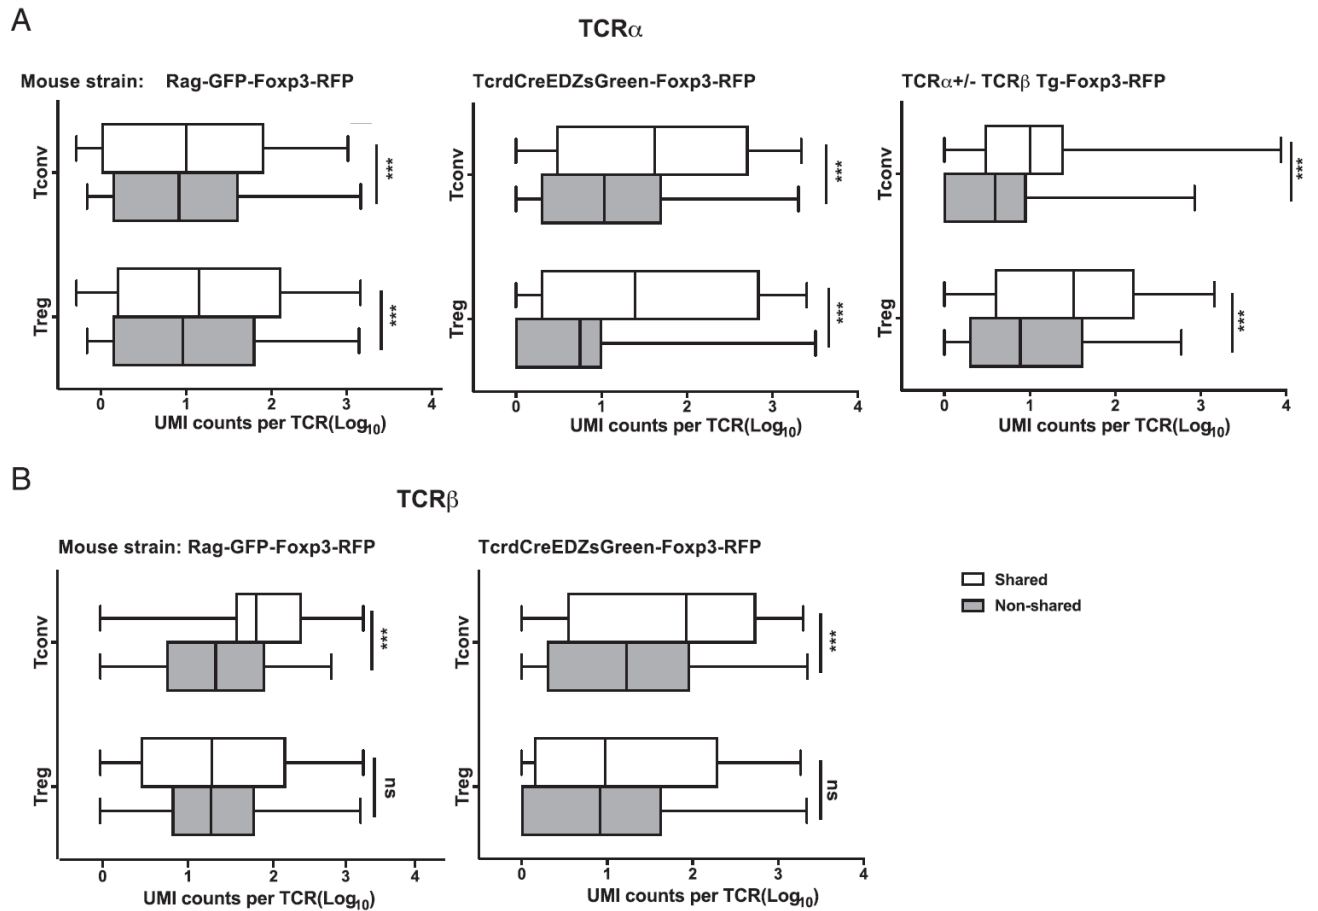 A
TCRα
Mouse strain: Rag-GFP-Foxp3-RFP
TcrdCreEDZsGreen-Foxp3-RFP
TCRα+/- TCRβ Tg-Foxp3-RFP
Tconv
***
Treg
***
0 1 2 3 4
UMI counts per TCR(Log10)
Tconv
***
Treg
***
0 1 2 3 4
UMI counts per TCR(Log10)
Tconv
***
Treg
***
0 1 2 3 4
UMI counts per TCR(Log10)
B
TCRβ
Mouse strain: Rag-GFP-Foxp3-RFP
TcrdCreEDZsGreen-Foxp3-RFP
Tconv
***
Treg
ns
0 1 2 3 4
UMI counts per TCR(Log10)
Tconv
***
Treg
ns
0 1 2 3 4
UMI counts per TCR(Log10)
Shared
Non-shared